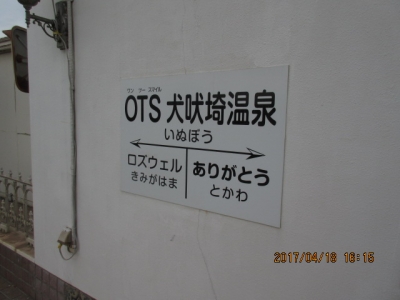 ワン ツー スマイル
OTS 犬吠埼温泉
いぬぼう
ロズウェル ありがとう
きみがはま とかわ
2017/04/18 16:15